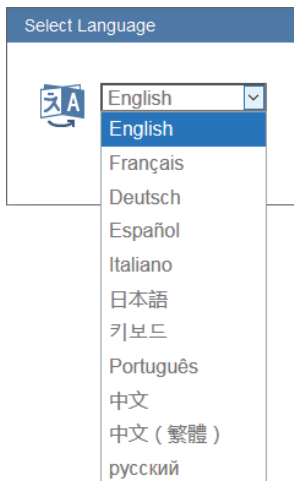 Select Language
English
English
Français
Deutsch
Español
Italiano
日本語
키보드
Português
中文
中文 ( 繁體 )
русский